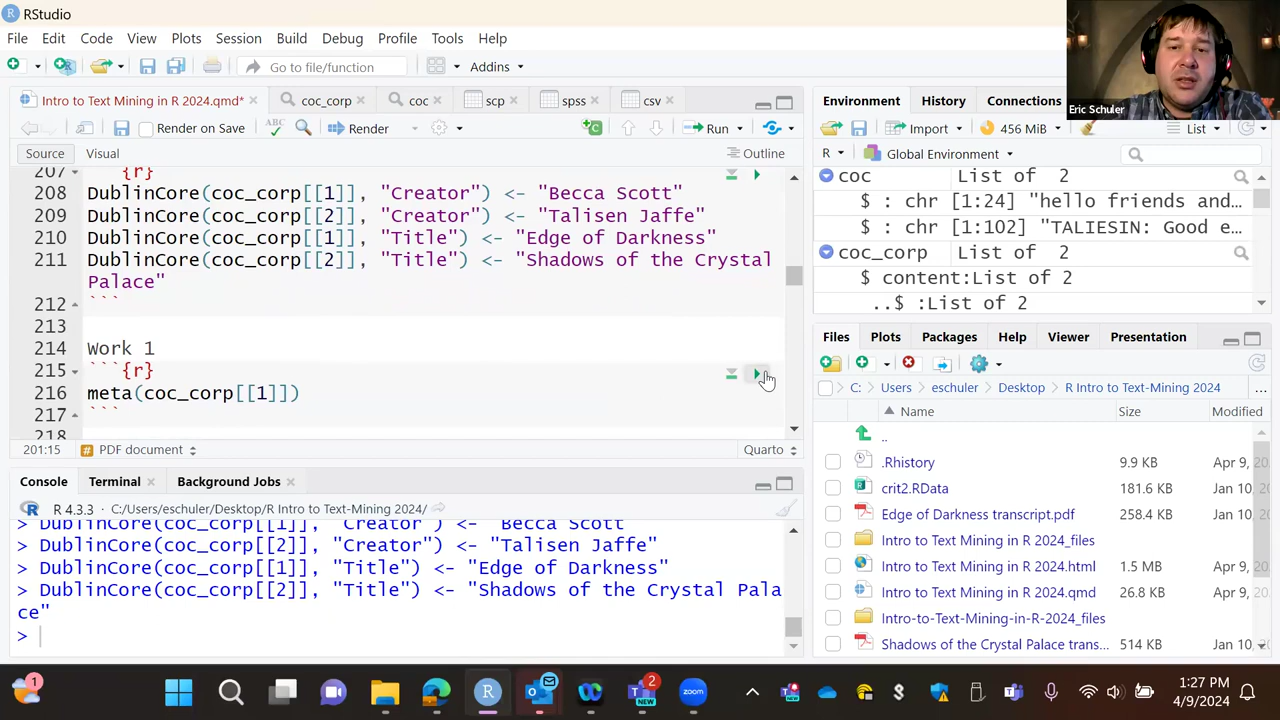 RStudio
File Edit Code View Plots Session Build Debug Profile Tools Help
Go to file/function Addins
Eric Schuler
Intro to Text Mining in R 2024.qmd* coc_corp coc scp spss csv
Render on Save ABC Render Run
Source Visual Outline
207 {r}
208 DublinCore(coc_corp[[1]], "Creator") <- "Becca Scott"
209 DublinCore(coc_corp[[2]], "Creator") <- "Talisen Jaffe"
210 DublinCore(coc_corp[[1]], "Title") <- "Edge of Darkness"
211 DublinCore(coc_corp[[2]], "Title") <- "Shadows of the Crystal
Palace"
212 ```
213
214 Work 1
215 ```{r}
216 meta(coc_corp[[1]])
217 ```
218
201:15 PDF document Quarto
Console Terminal Background Jobs
R 4.3.3 · C:/Users/eschuler/Desktop/R Intro to Text-Mining 2024/
> DublinCore(coc_corp[[1]], "Creator") <- "Becca Scott"
> DublinCore(coc_corp[[2]], "Creator") <- "Talisen Jaffe"
> DublinCore(coc_corp[[1]], "Title") <- "Edge of Darkness"
> DublinCore(coc_corp[[2]], "Title") <- "Shadows of the Crystal Pala
ce"
>
Environment History Connections
Import 456 MiB List
R Global Environment
coc List of 2
$ : chr [1:24] "hello friends and…
$ : chr [1:102] "TALIESIN: Good e…
coc_corp List of 2
$ content:List of 2
..$ :List of 2
Files Plots Packages Help Viewer Presentation
C: Users eschuler Desktop R Intro to Text-Mining 2024 ...
Name Size Modified
..
.Rhistory 9.9 KB Apr 9, 20
crit2.RData 181.6 KB Jan 10, 20
Edge of Darkness transcript.pdf 258.4 KB Jan 10, 20
Intro to Text Mining in R 2024_files
Intro to Text Mining in R 2024.html 1.5 MB Apr 9, 20
Intro to Text Mining in R 2024.qmd 26.8 KB Apr 9, 20
Intro-to-Text-Mining-in-R-2024_files
Shadows of the Crystal Palace trans... 514 KB Jan 10, 20
1 2 NEW zoom NEW 1:27 PM
4/9/2024